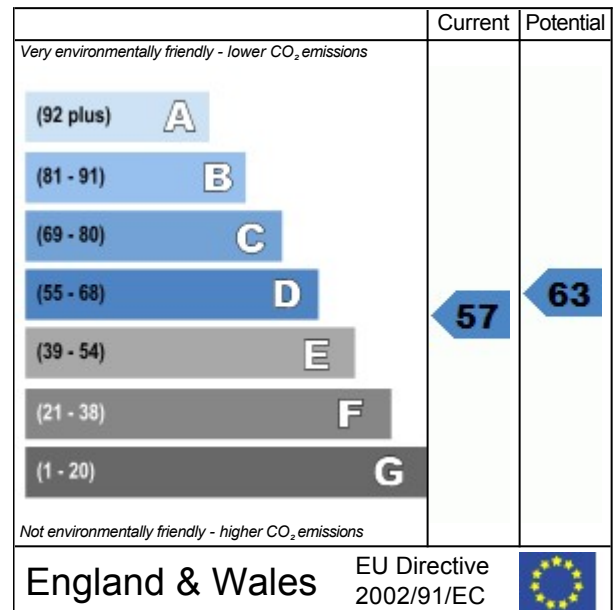 Current Potential
Very environmentally friendly - lower CO₂ emissions
(92 plus) A
(81 - 91) B
(69 - 80) C
(55 - 68) D
57
63
(39 - 54) E
(21 - 38) F
(1 - 20) G
Not environmentally friendly - higher CO₂ emissions
England & Wales
EU Directive
2002/91/EC